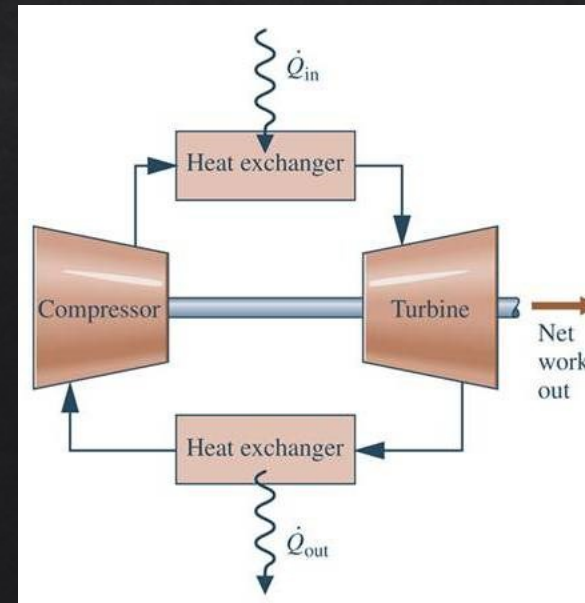 Q̇in
Heat exchanger
Compressor
Turbine
Net
work
out
Heat exchanger
Q̇out